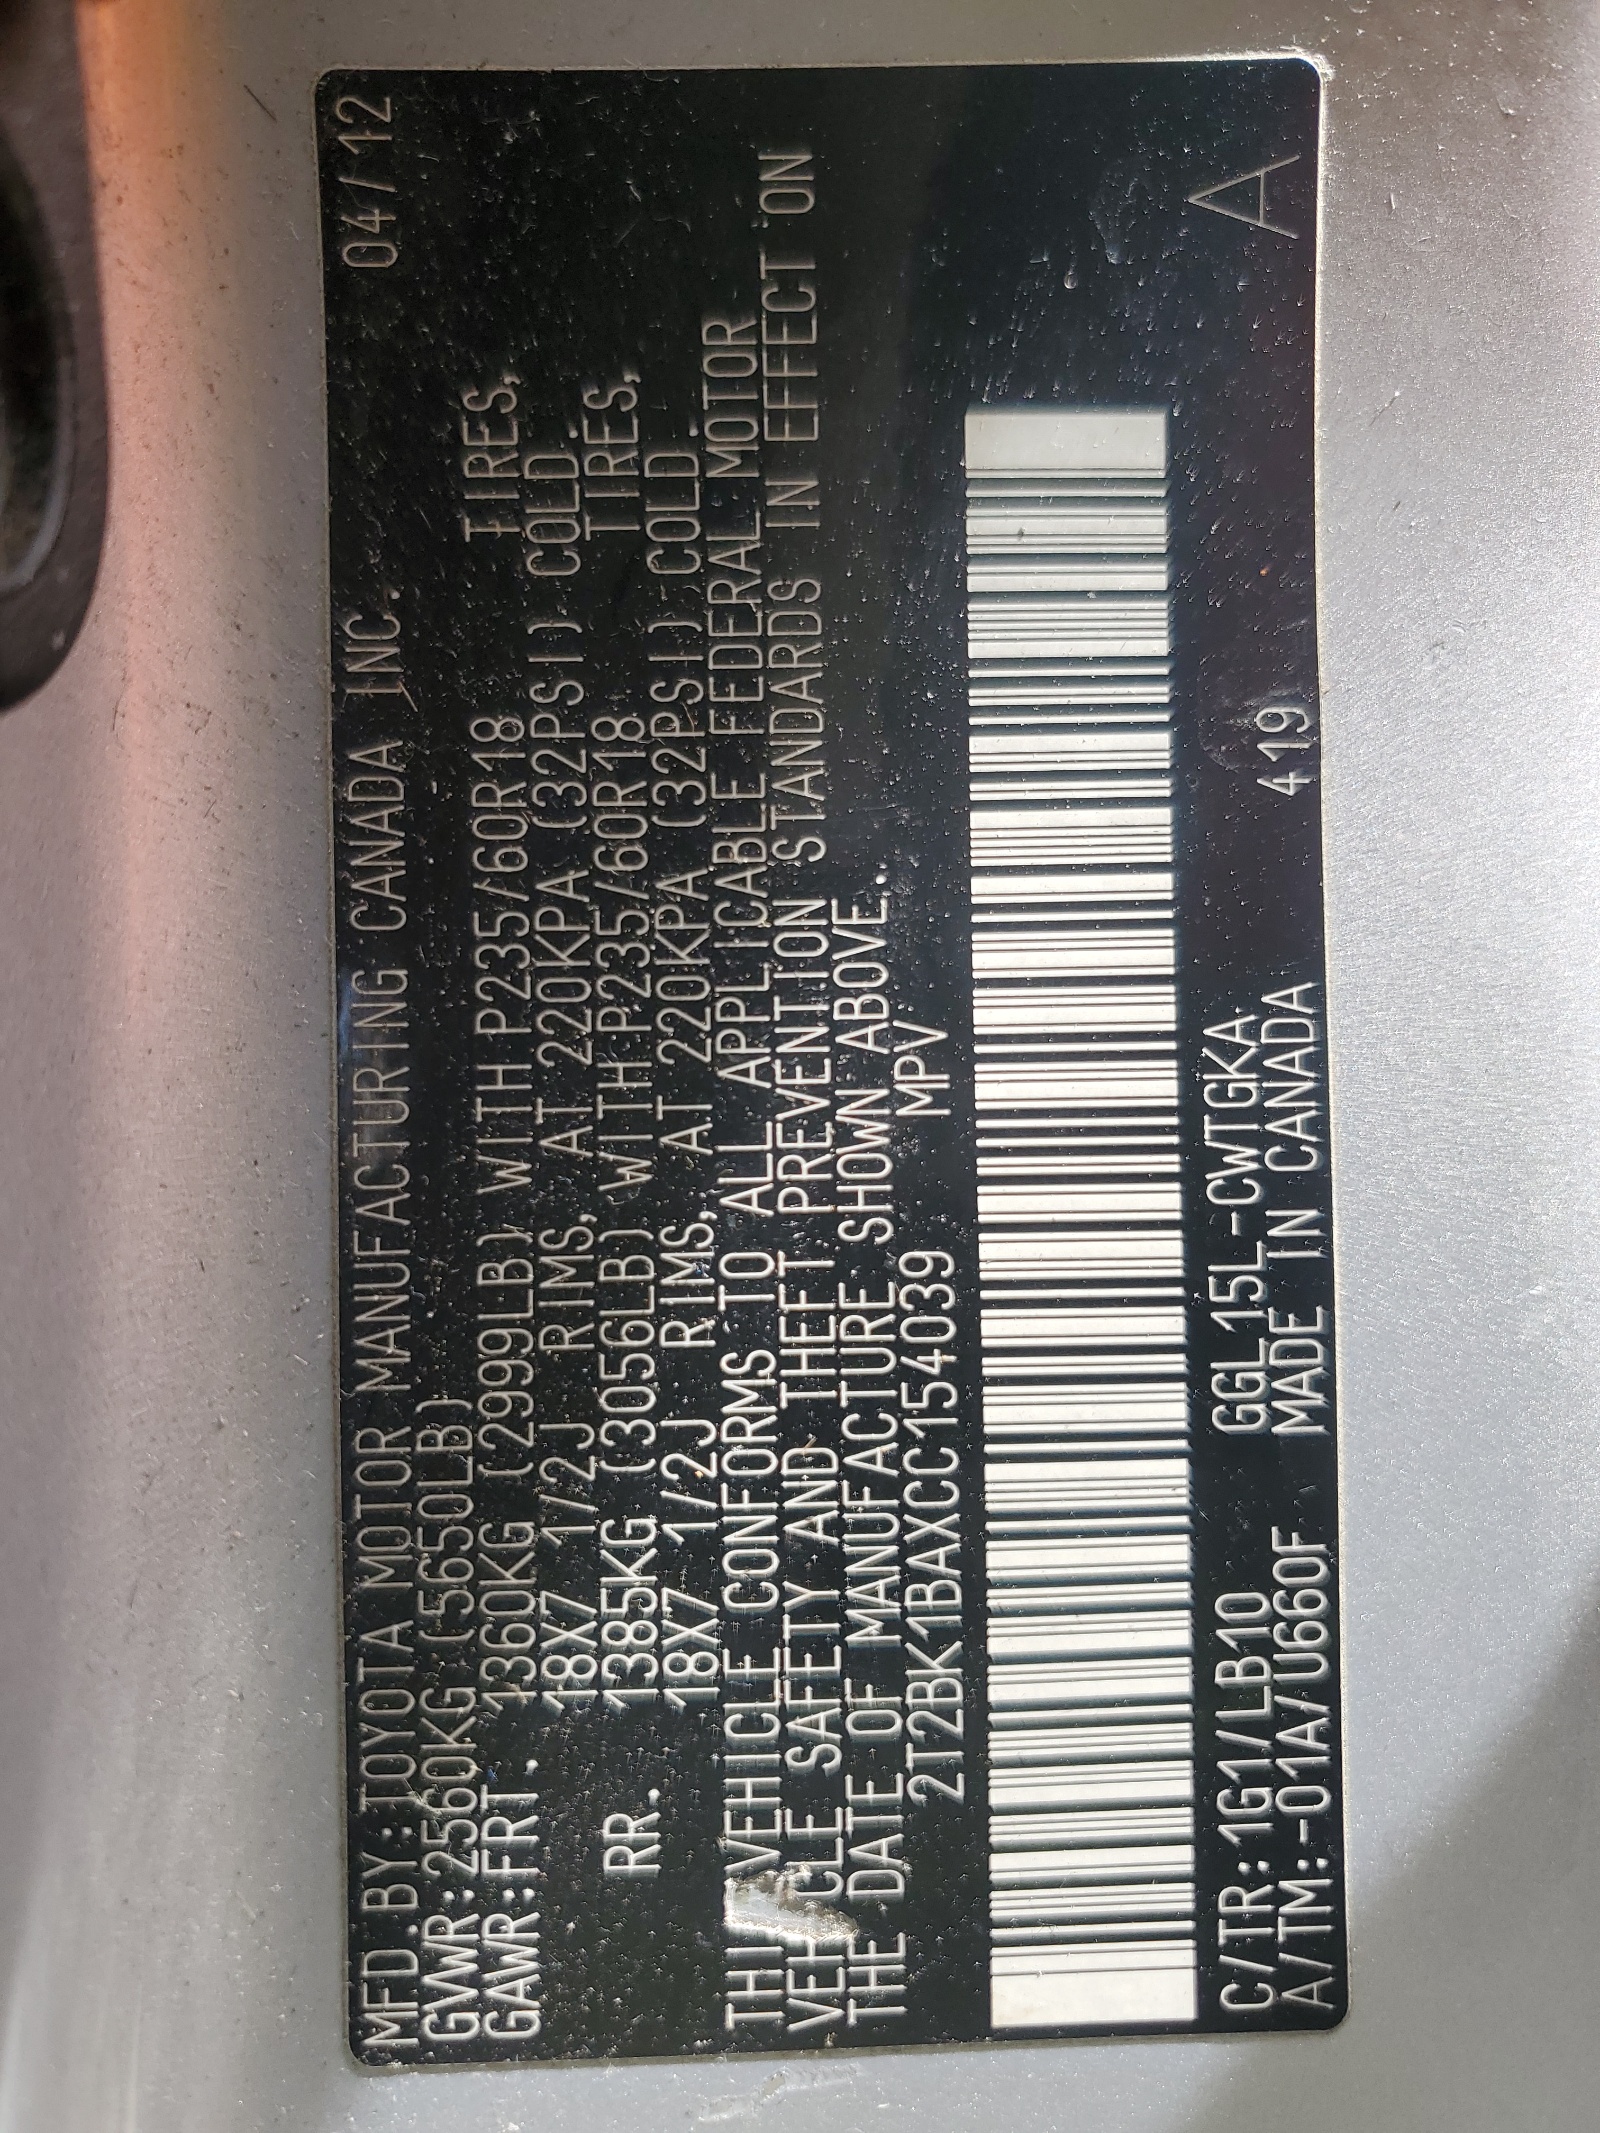 MFD.BY:TOYOTA MOTOR MANUFACTURING CANADA INC. 04/12
GVWR:2560KG(5650LB)
GAWR:FRT. 1360KG (2999LB) WITH P235/60R18 TIRES,
18X7 1/2J RIMS, AT 220KPA (32PSI) COLD.
RR. 1385KG (3056LB) WITH P235/60R18 TIRES,
18X7 1/2J RIMS, AT 220KPA (32PSI) COLD.
THI VEHICLE CONFORMS TO ALL APPLICABLE FEDERAL MOTOR
VEH CLE SAFETY AND THEFT PREVENTION STANDARDS IN EFFECT ON
THE DATE OF MANUFACTURE SHOWN ABOVE.
2T2BK1BAXCC154039 MPV
C/TR:1G1/LB10 GGL15L-CWTGKA
A/TM:-01A/U660F MADE IN CANADA 419 A